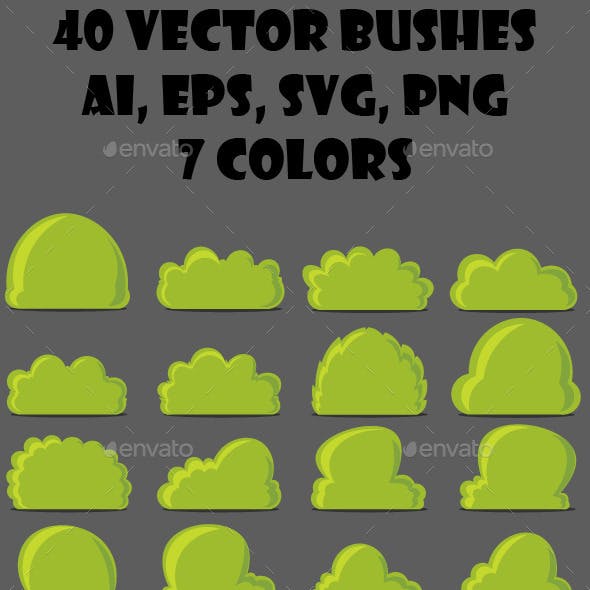 40 VECTOR BUSHES
AI, EPS, SVG, PNG
envato envato
7 COLORS
envato envato